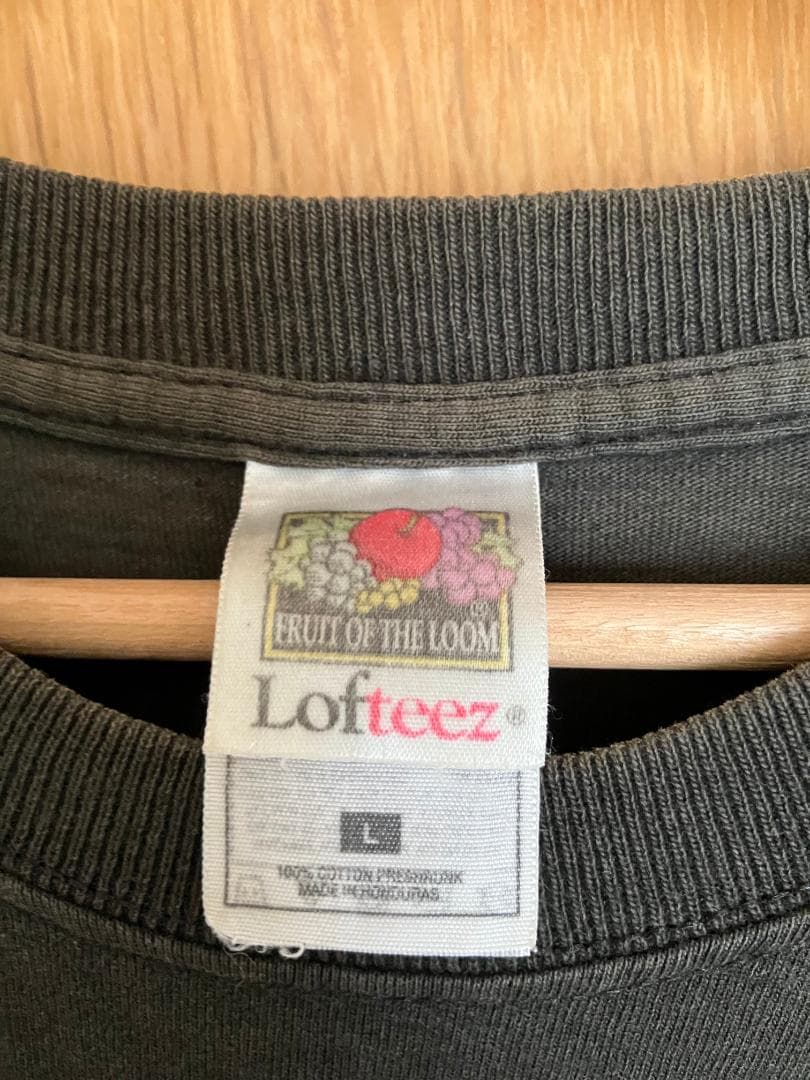 FRUIT OF THE LOOM
®
Lofteez®
L
100% COTTON PRESHRUNK
MADE IN HONDURAS